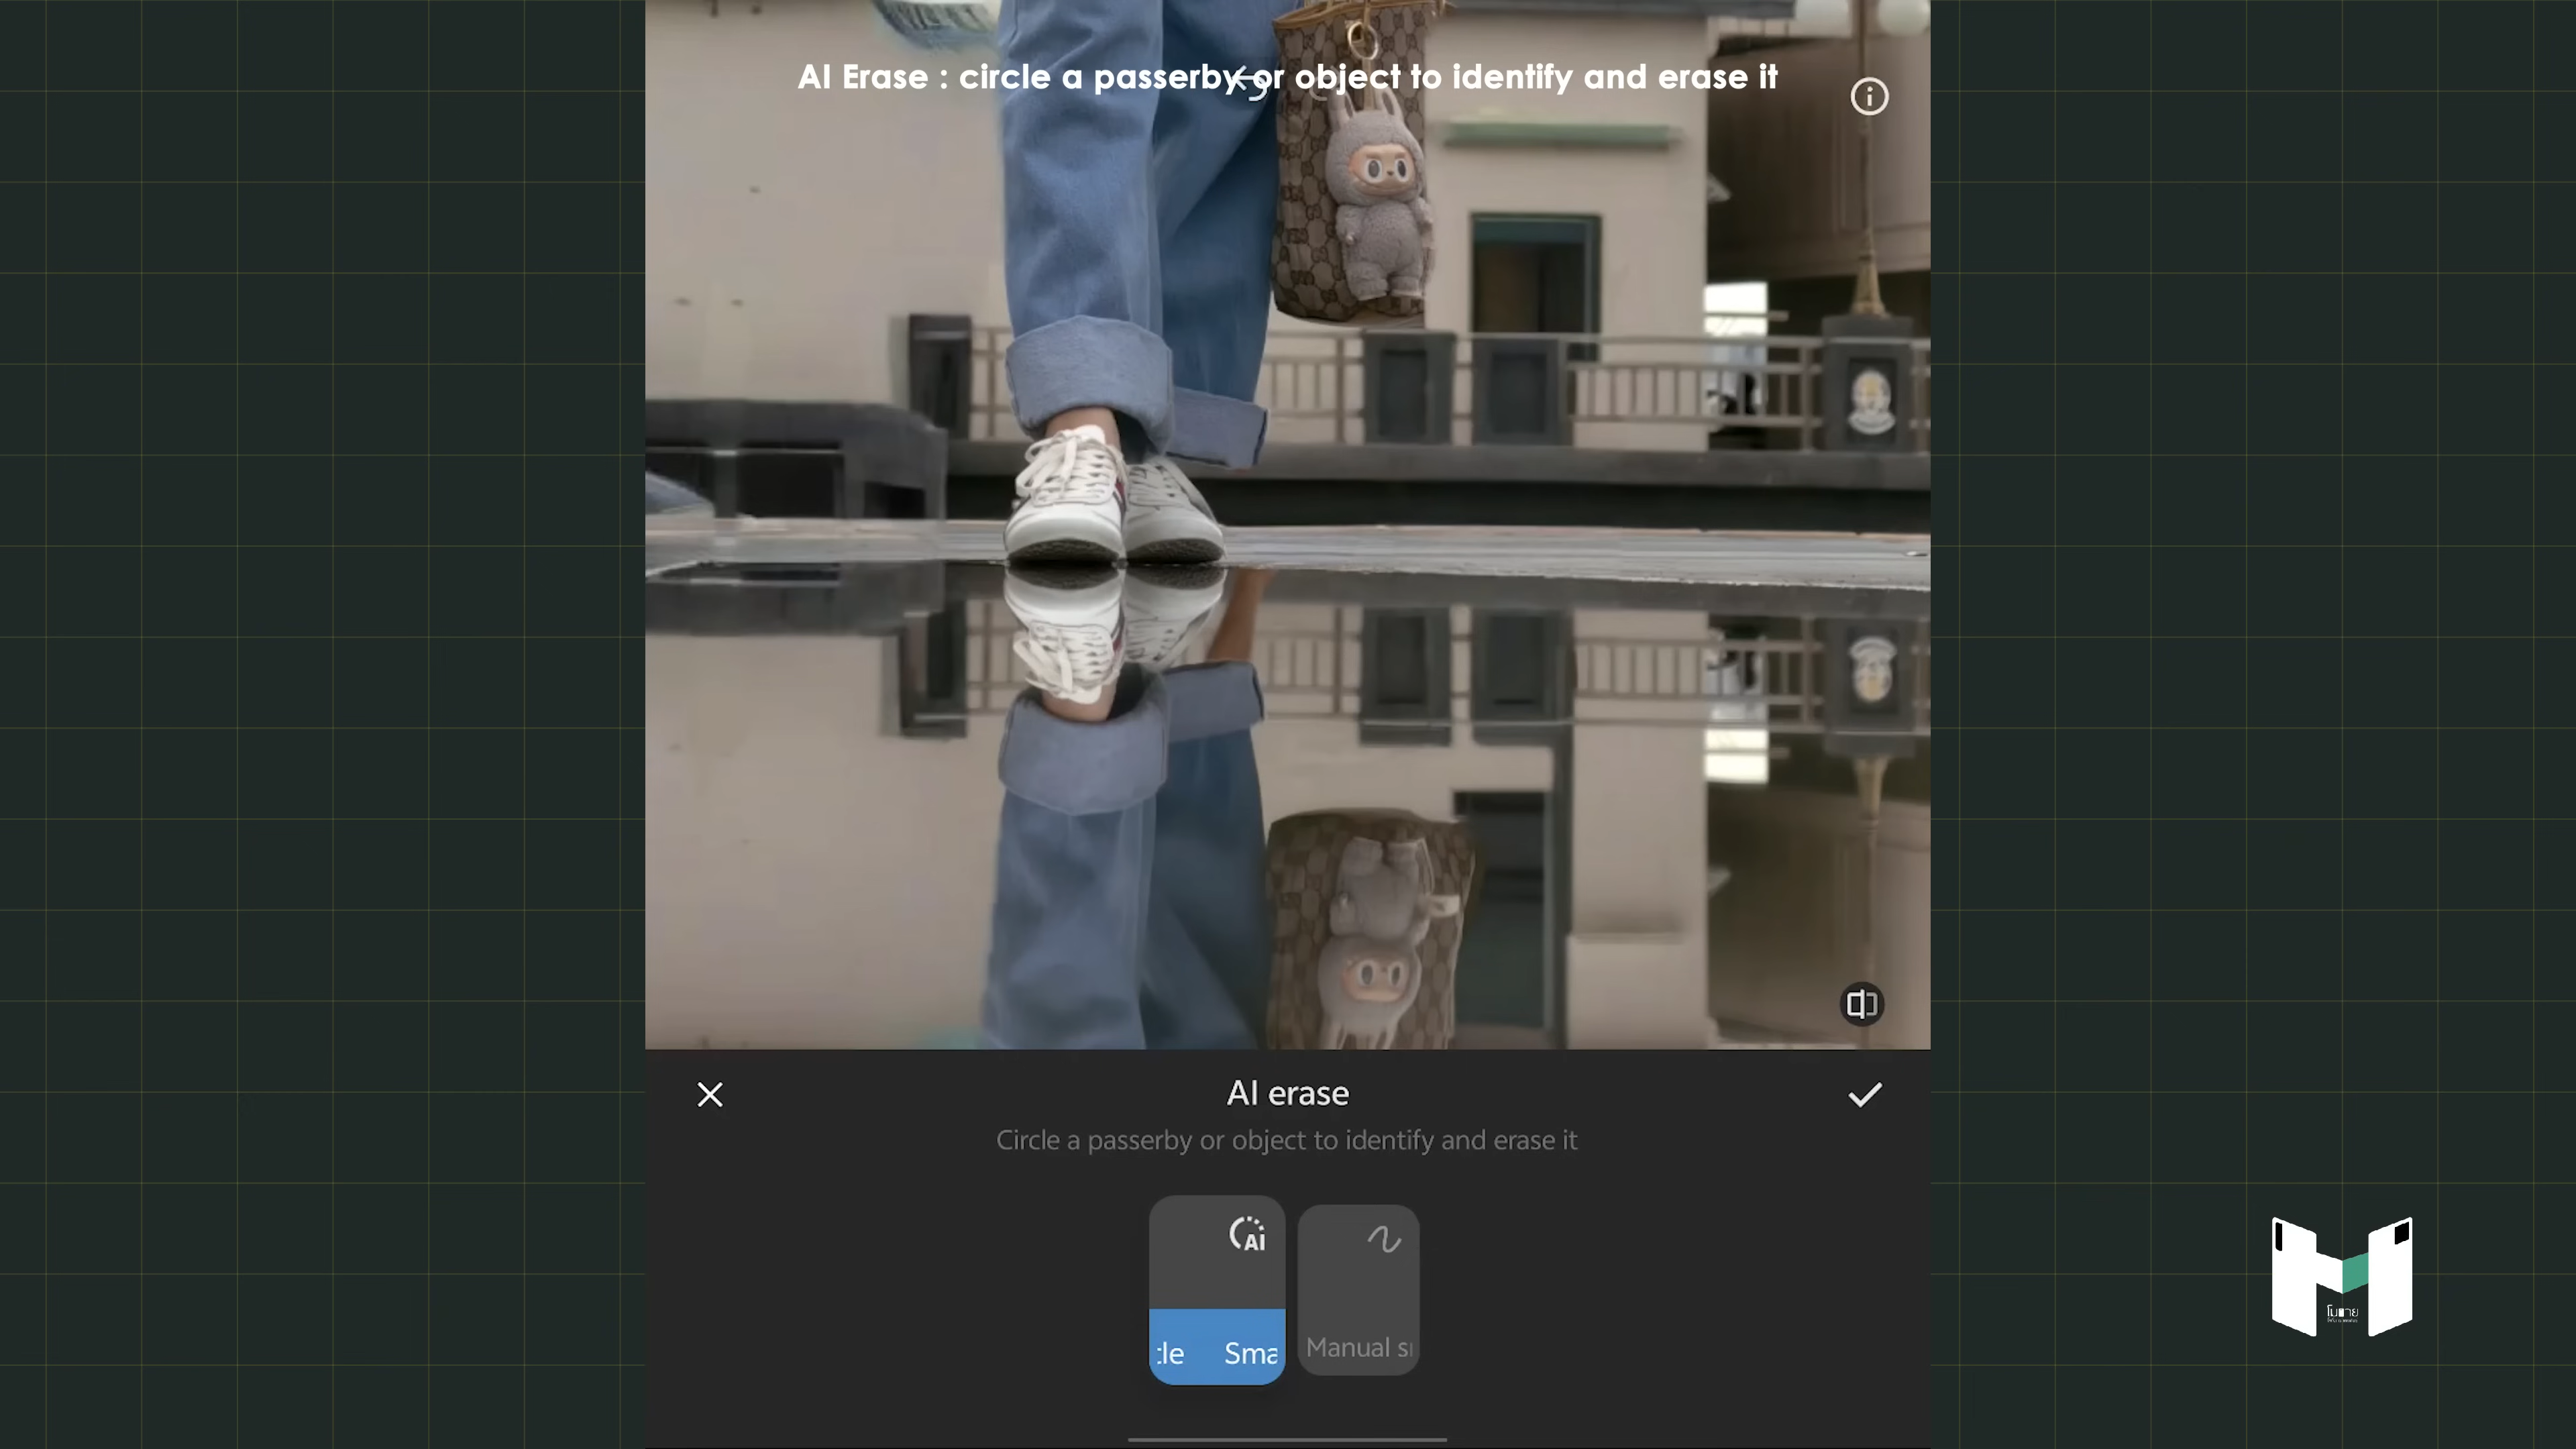 AI Erase : circle a passerby or object to identify and erase it
AI erase
Circle a passerby or object to identify and erase it
AI
Sma
Manual s